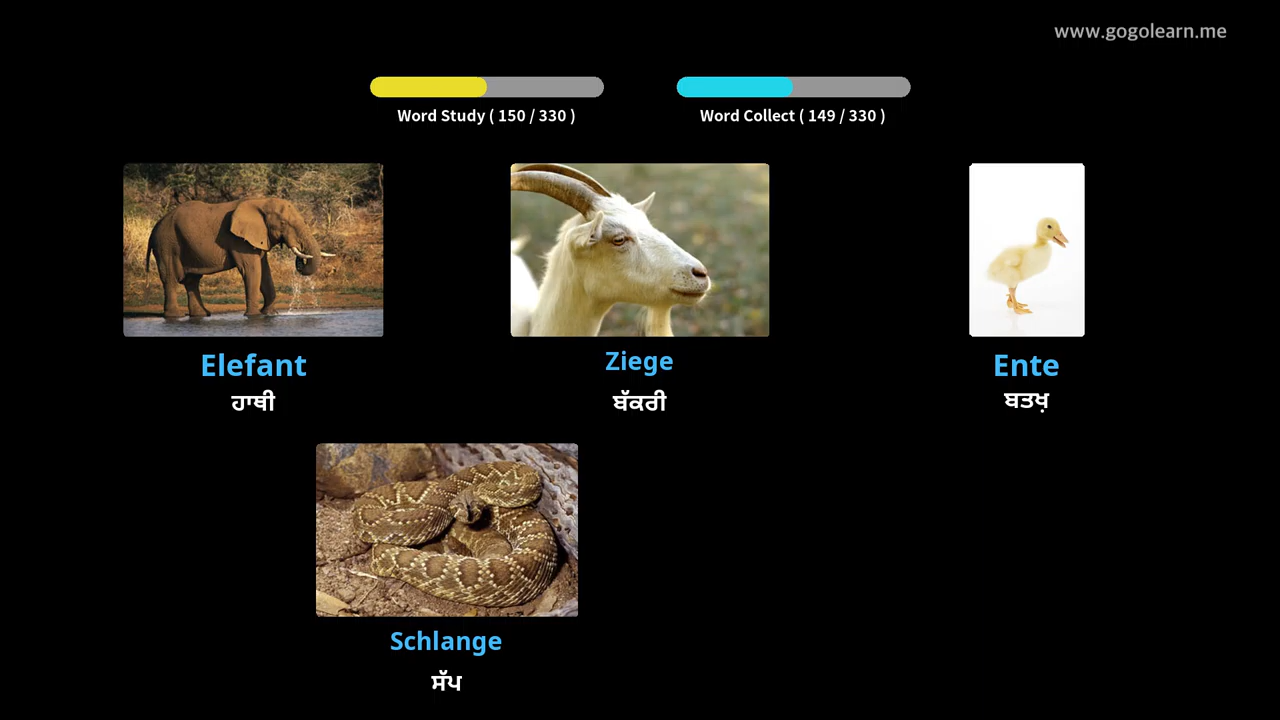 www.gogolearn.me
Word Study ( 150 / 330 )
Word Collect ( 149 / 330 )
Elefant
ਹਾਥੀ
Ziege
ਬੱਕਰੀ
Ente
ਬਤਖ਼
Schlange
ਸੱਪ